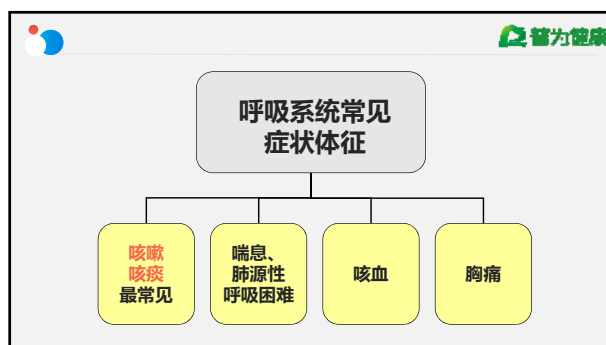 普为健康
呼吸系统常见
症状体征
咳嗽
咳痰
最常见
喘息、
肺源性
呼吸困难
咳血
胸痛